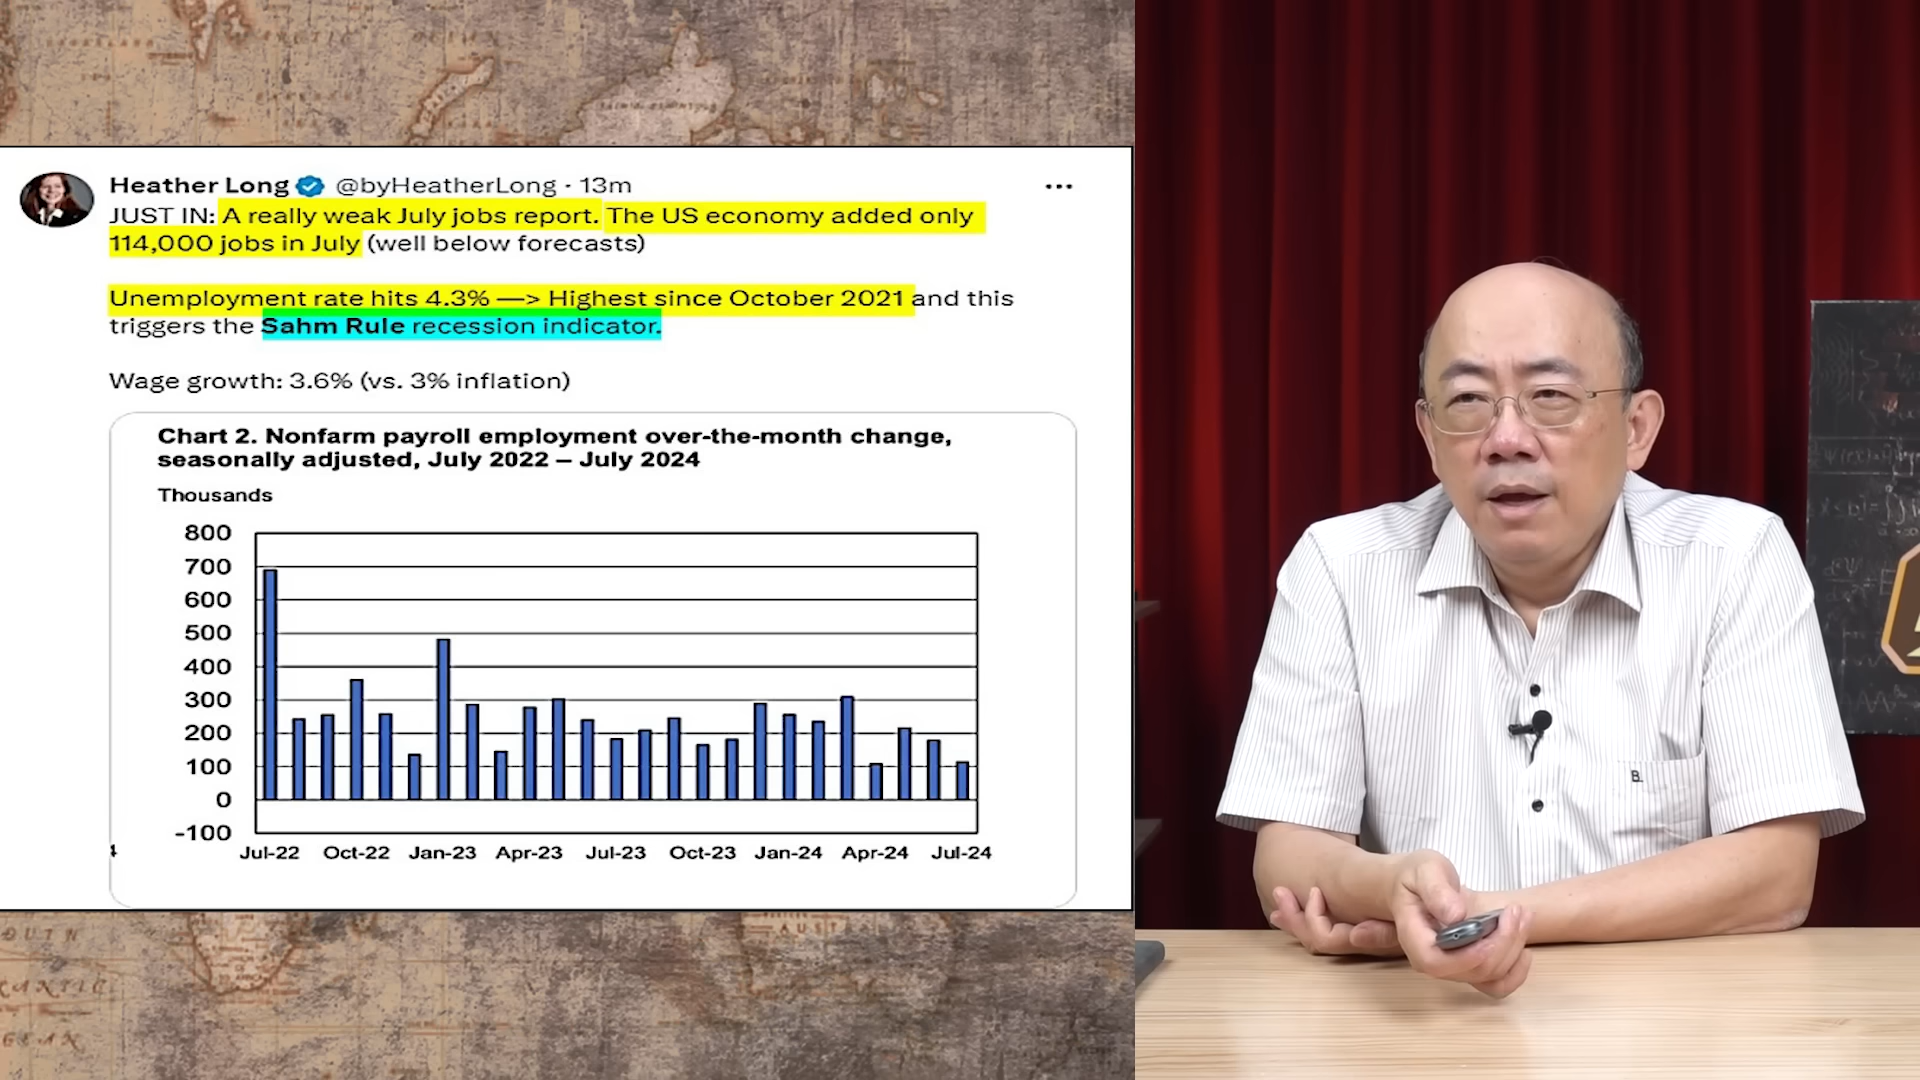 Heather Long @byHeatherLong · 13m
JUST IN: A really weak July jobs report. The US economy added only
114,000 jobs in July (well below forecasts)
Unemployment rate hits 4.3% —> Highest since October 2021 and this
triggers the Sahm Rule recession indicator.
Wage growth: 3.6% (vs. 3% inflation)
Chart 2. Nonfarm payroll employment over-the-month change,
seasonally adjusted, July 2022 – July 2024
Thousands
800
700
600
500
400
300
200
100
0
-100
Jul-22 Oct-22 Jan-23 Apr-23 Jul-23 Oct-23 Jan-24 Apr-24 Jul-24
4
B.